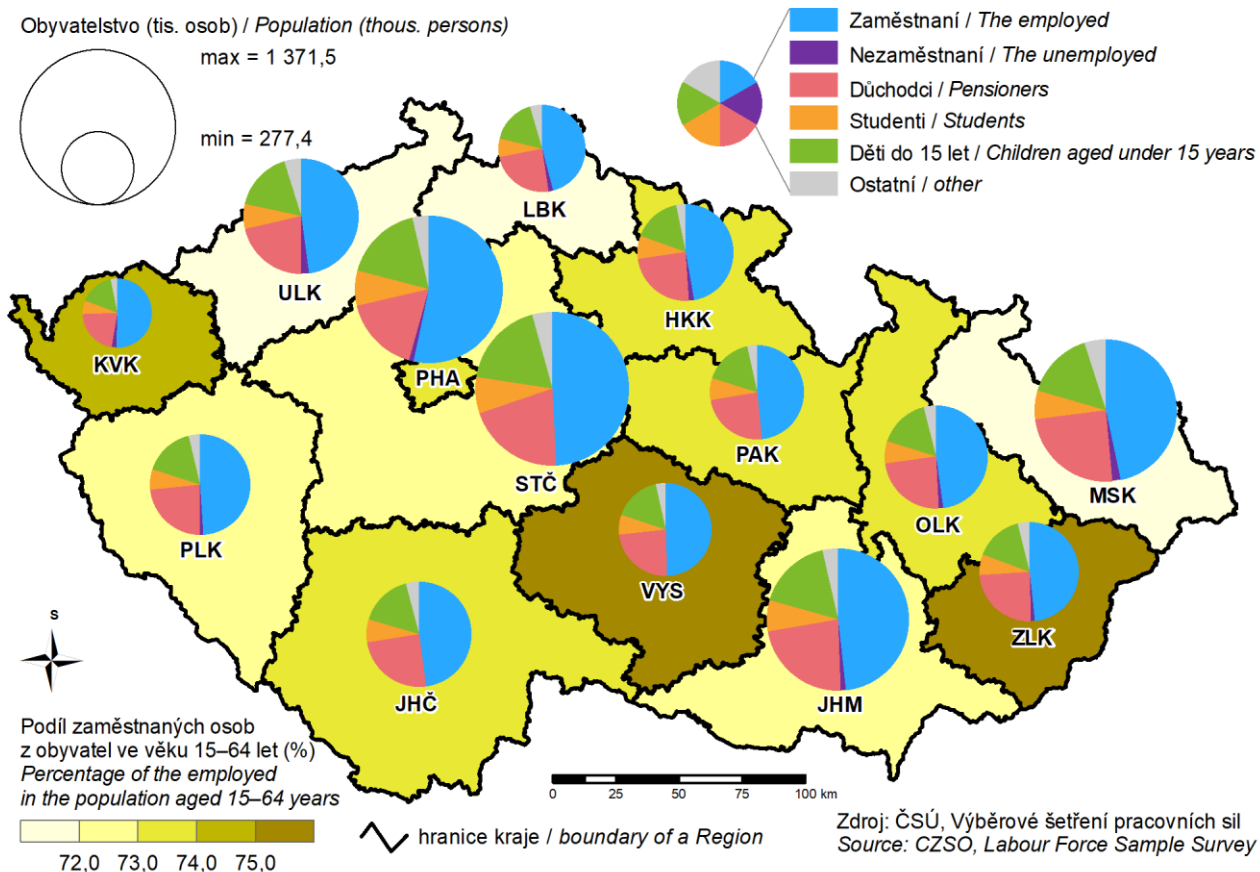 Obyvatelstvo (tis. osob) / Population (thous. persons)
max = 1 371,5
min = 277,4
Zaměstnaní / The employed
Nezaměstnaní / The unemployed
Důchodci / Pensioners
Studenti / Students
Děti do 15 let / Children aged under 15 years
Ostatní / other
LBK
ULK
HKK
KVK
PHA
PAK
STČ
MSK
OLK
PLK
VYS
ZLK
JHČ
JHM
S
Podíl zaměstnaných osob
z obyvatel ve věku 15–64 let (%)
Percentage of the employed
in the population aged 15–64 years
72,0 73,0 74,0 75,0
hranice kraje / boundary of a Region
0 25 50 75 100 km
Zdroj: ČSÚ, Výběrové šetření pracovních sil
Source: CZSO, Labour Force Sample Survey